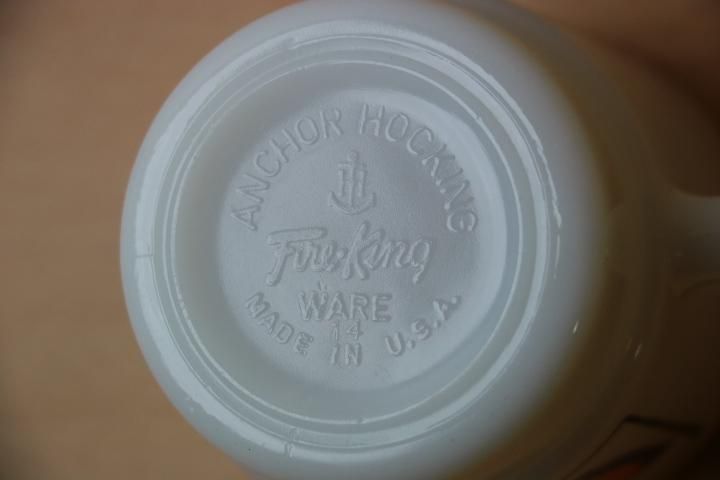 ANCHOR HOCKING
Fire-King
WARE
14
MADE IN U.S.A.